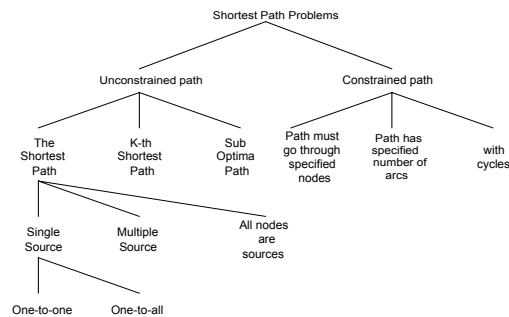 Shortest Path Problems
Unconstrained path
Constrained path
The
Shortest
Path
K-th
Shortest
Path
Sub
Optima
Path
Path must
go through
specified
nodes
Path has
specified
number of
arcs
with
cycles
Single
Source
Multiple
Source
All nodes
are
sources
One-to-one
One-to-all